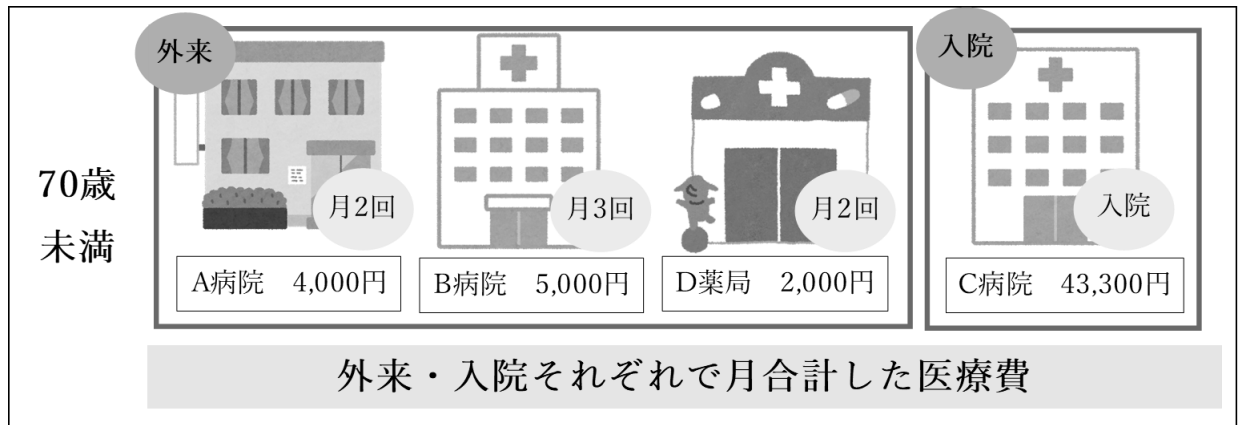 外来
入院
70歳
未満
月2回
月3回
月2回
入院
A病院 4,000円
B病院 5,000円
D薬局 2,000円
C病院 43,300円
外来・入院それぞれで月合計した医療費